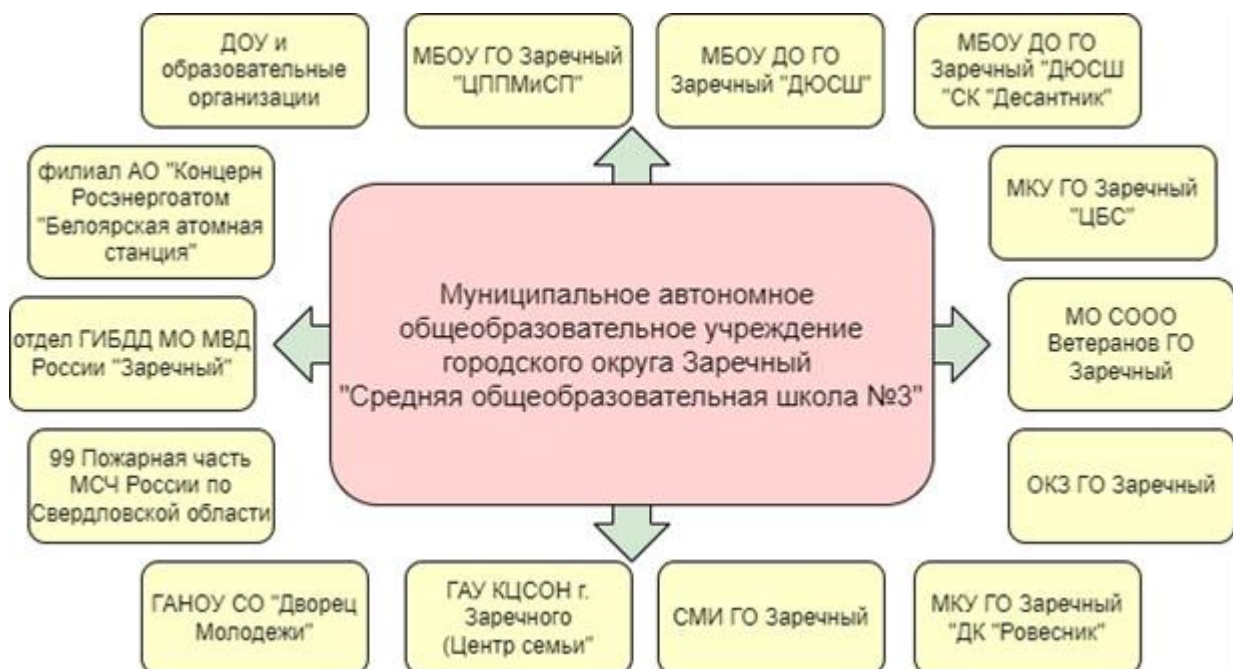 ДОУ и
образовательные
организации
МБОУ ГО Заречный
"ЦППМиСП"
МБОУ ДО ГО
Заречный "ДЮСШ"
МБОУ ДО ГО
Заречный "ДЮСШ
"СК "Десантник"
филиал АО "Концерн
Росэнергоатом
"Белоярская атомная
станция"
МКУ ГО Заречный
"ЦБС"
Муниципальное автономное
общеобразовательное учреждение
городского округа Заречный
"Средняя общеобразовательная школа №3"
отдел ГИБДД МО МВД
России "Заречный"
МО СООО
Ветеранов ГО
Заречный
99 Пожарная часть
МСЧ России по
Свердловской области
ОКЗ ГО Заречный
ГАНОУ СО "Дворец
Молодежи"
ГАУ КЦСОН г.
Заречного
(Центр семьи"
СМИ ГО Заречный
МКУ ГО Заречный
"ДК "Ровесник"